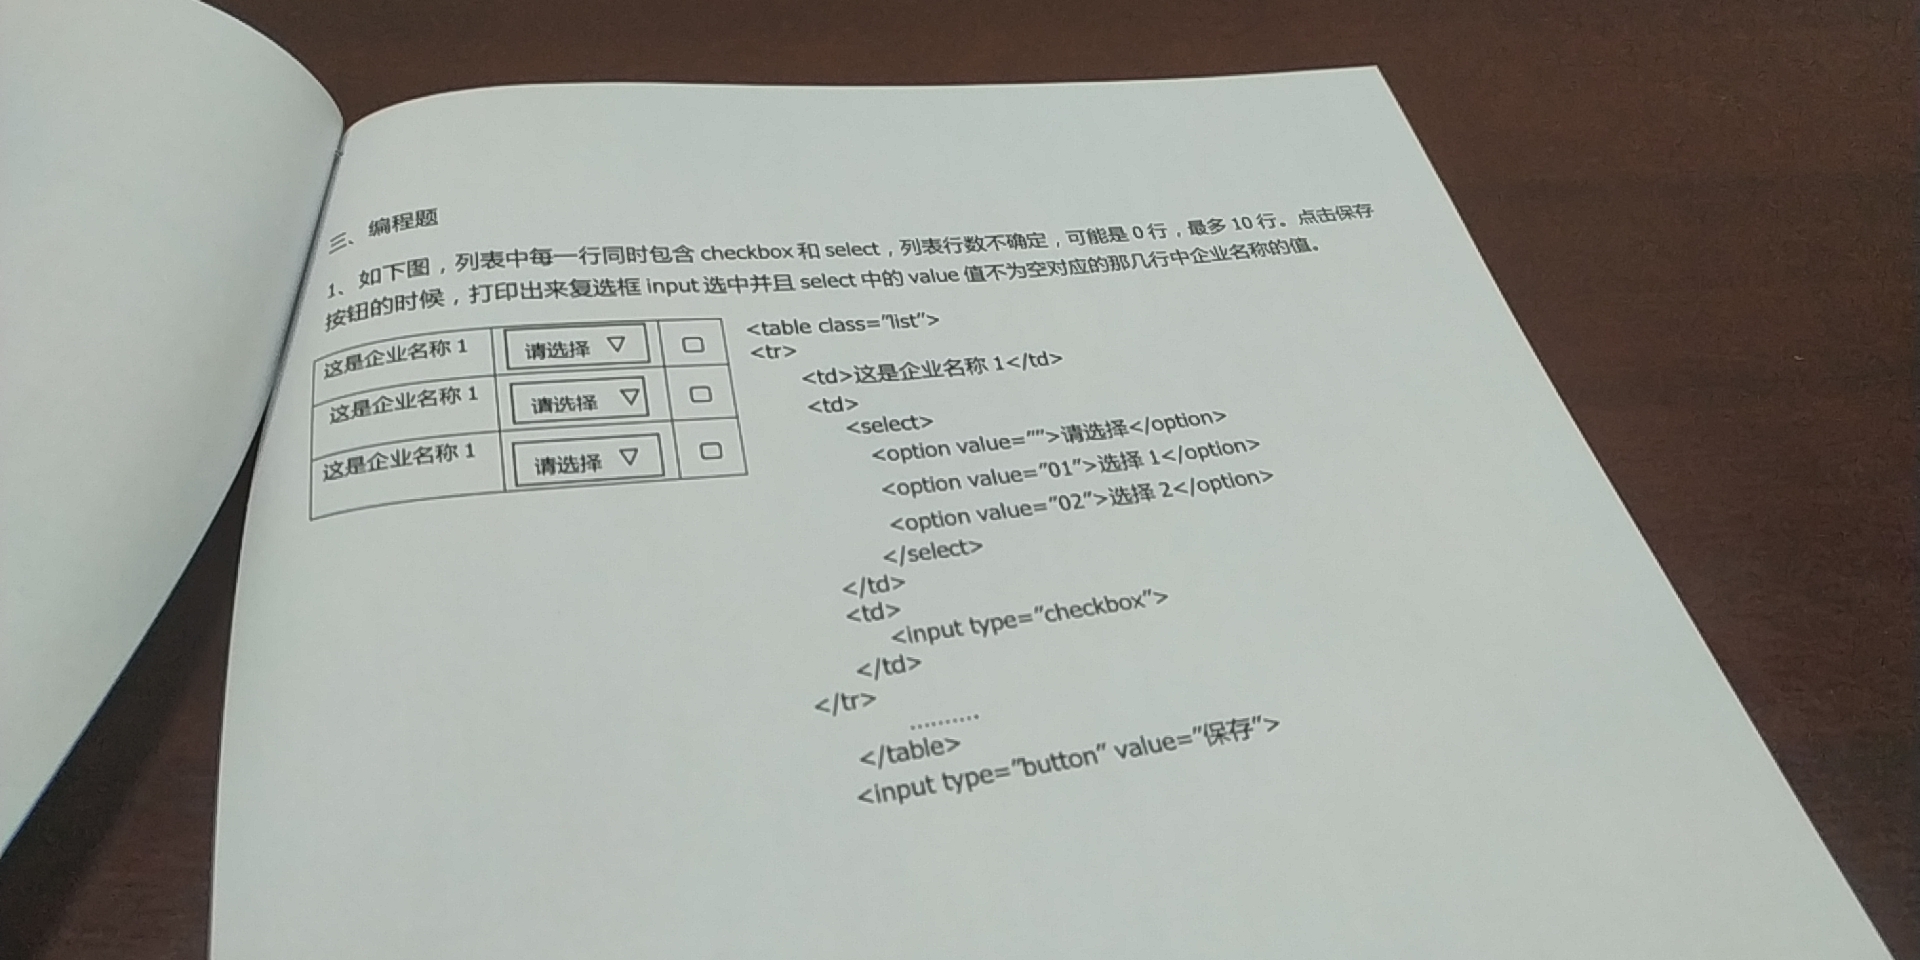 三、编程题
1、如下图，列表中每一行同时包含 checkbox 和 select，列表行数不确定，可能是 0 行，最多 10 行。点击保存
按钮的时候，打印出来复选框 input 选中并且 select 中的 value 值不为空对应的那几行中企业名称的值。
这是企业名称 1 请选择
这是企业名称 1 请选择
这是企业名称 1 请选择
<table class="list">
<tr>
<td>这是企业名称 1</td>
<td>
<select>
<option value="">请选择</option>
<option value="01">选择 1</option>
<option value="02">选择 2</option>
</select>
</td>
<td>
<input type="checkbox">
</td>
</tr>
..........
</table>
<input type="button" value="保存">